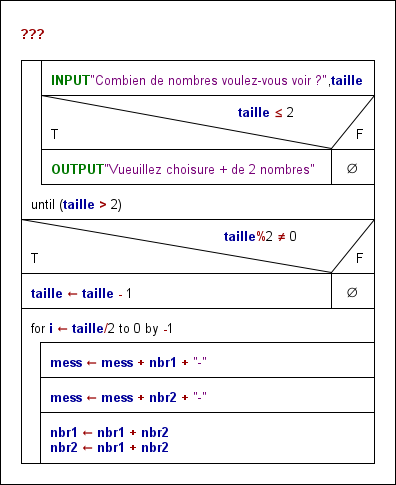 ???
INPUT"Combien de nombres voulez-vous voir ?",taille
taille ≤ 2
T F
OUTPUT"Vueuillez choisure + de 2 nombres" ∅
until (taille > 2)
taille%2 ≠ 0
T F
taille ← taille - 1 ∅
for i ← taille/2 to 0 by -1
mess ← mess + nbr1 + "-"
mess ← mess + nbr2 + "-"
nbr1 ← nbr1 + nbr2
nbr2 ← nbr1 + nbr2